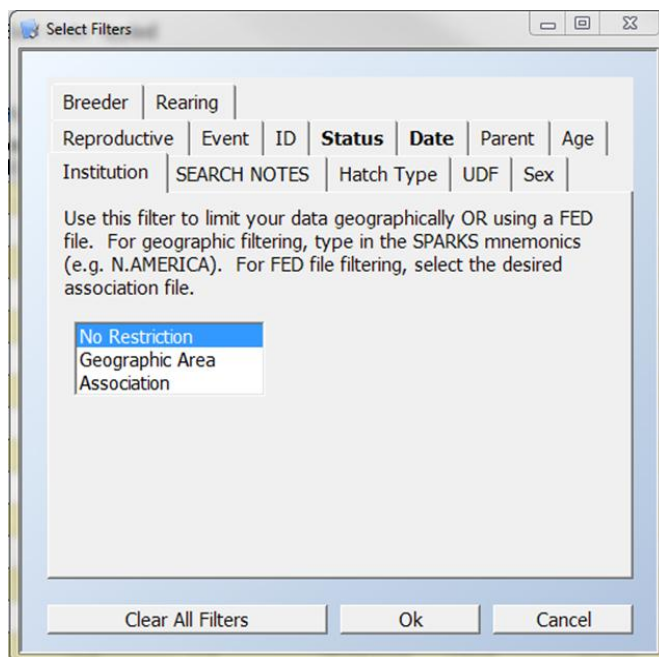 Select Filters
Breeder Rearing
Reproductive Event ID Status Date Parent Age
Institution SEARCH NOTES Hatch Type UDF Sex
Use this filter to limit your data geographically OR using a FED
file. For geographic filtering, type in the SPARKS mnemonics
(e.g. N.AMERICA). For FED file filtering, select the desired
association file.
No Restriction
Geographic Area
Association
Clear All Filters Ok Cancel